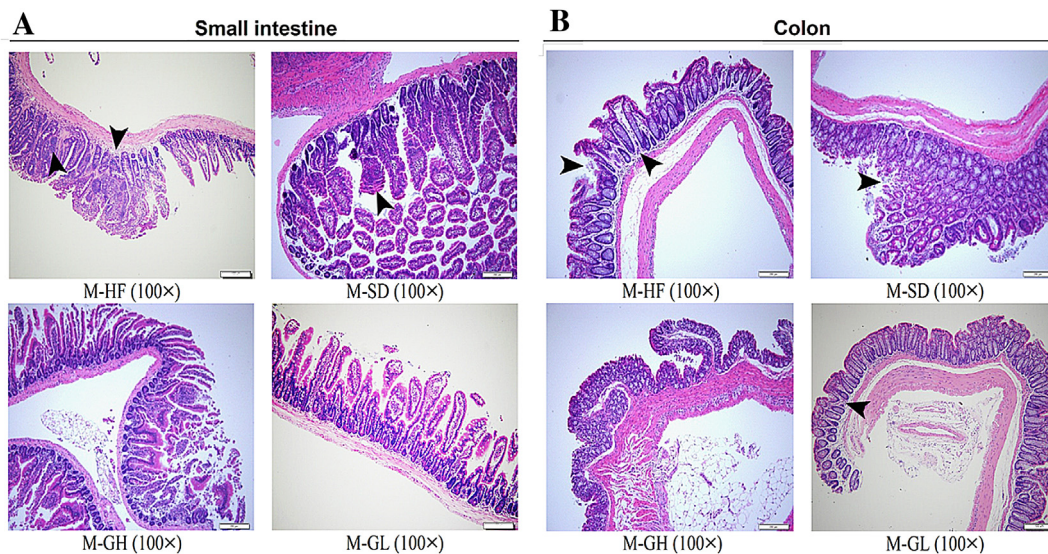 A
Small intestine
B
Colon
M-HF (100×)
M-SD (100×)
M-HF (100×)
M-SD (100×)
M-GH (100×)
M-GL (100×)
M-GH (100×)
M-GL (100×)